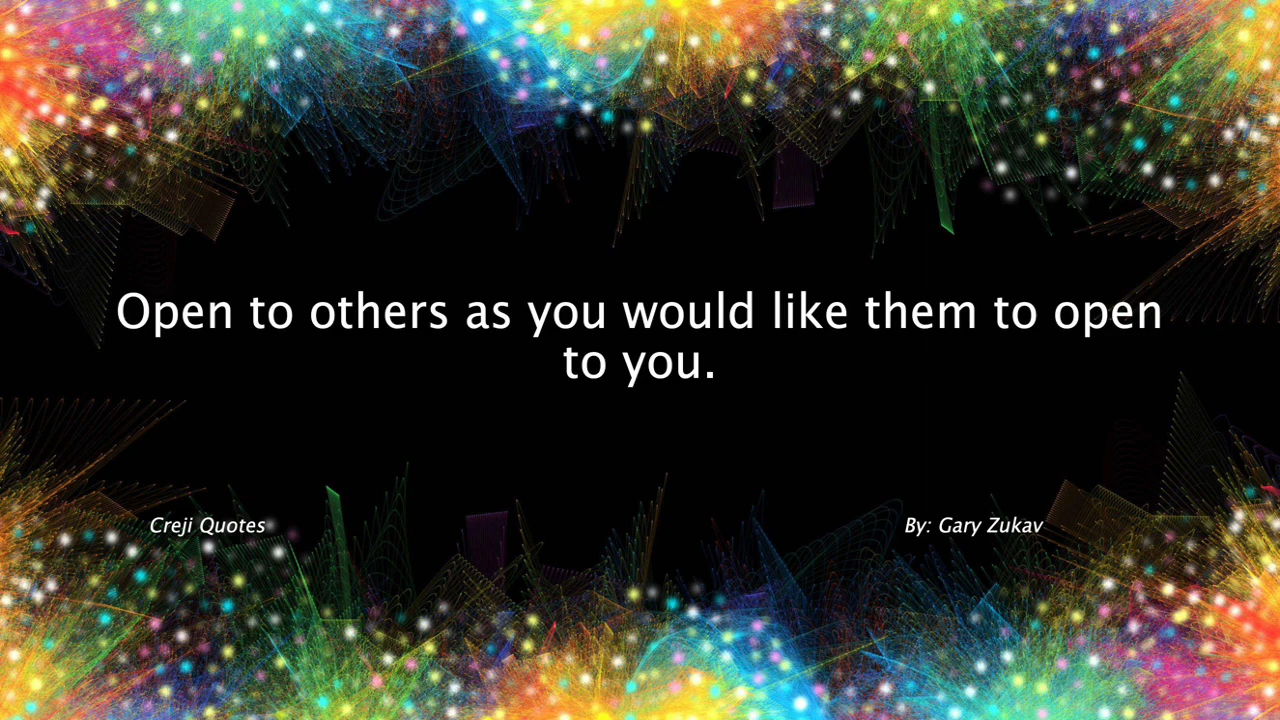 Open to others as you would like them to open
to you.
Creji Quotes
By: Gary Zukav